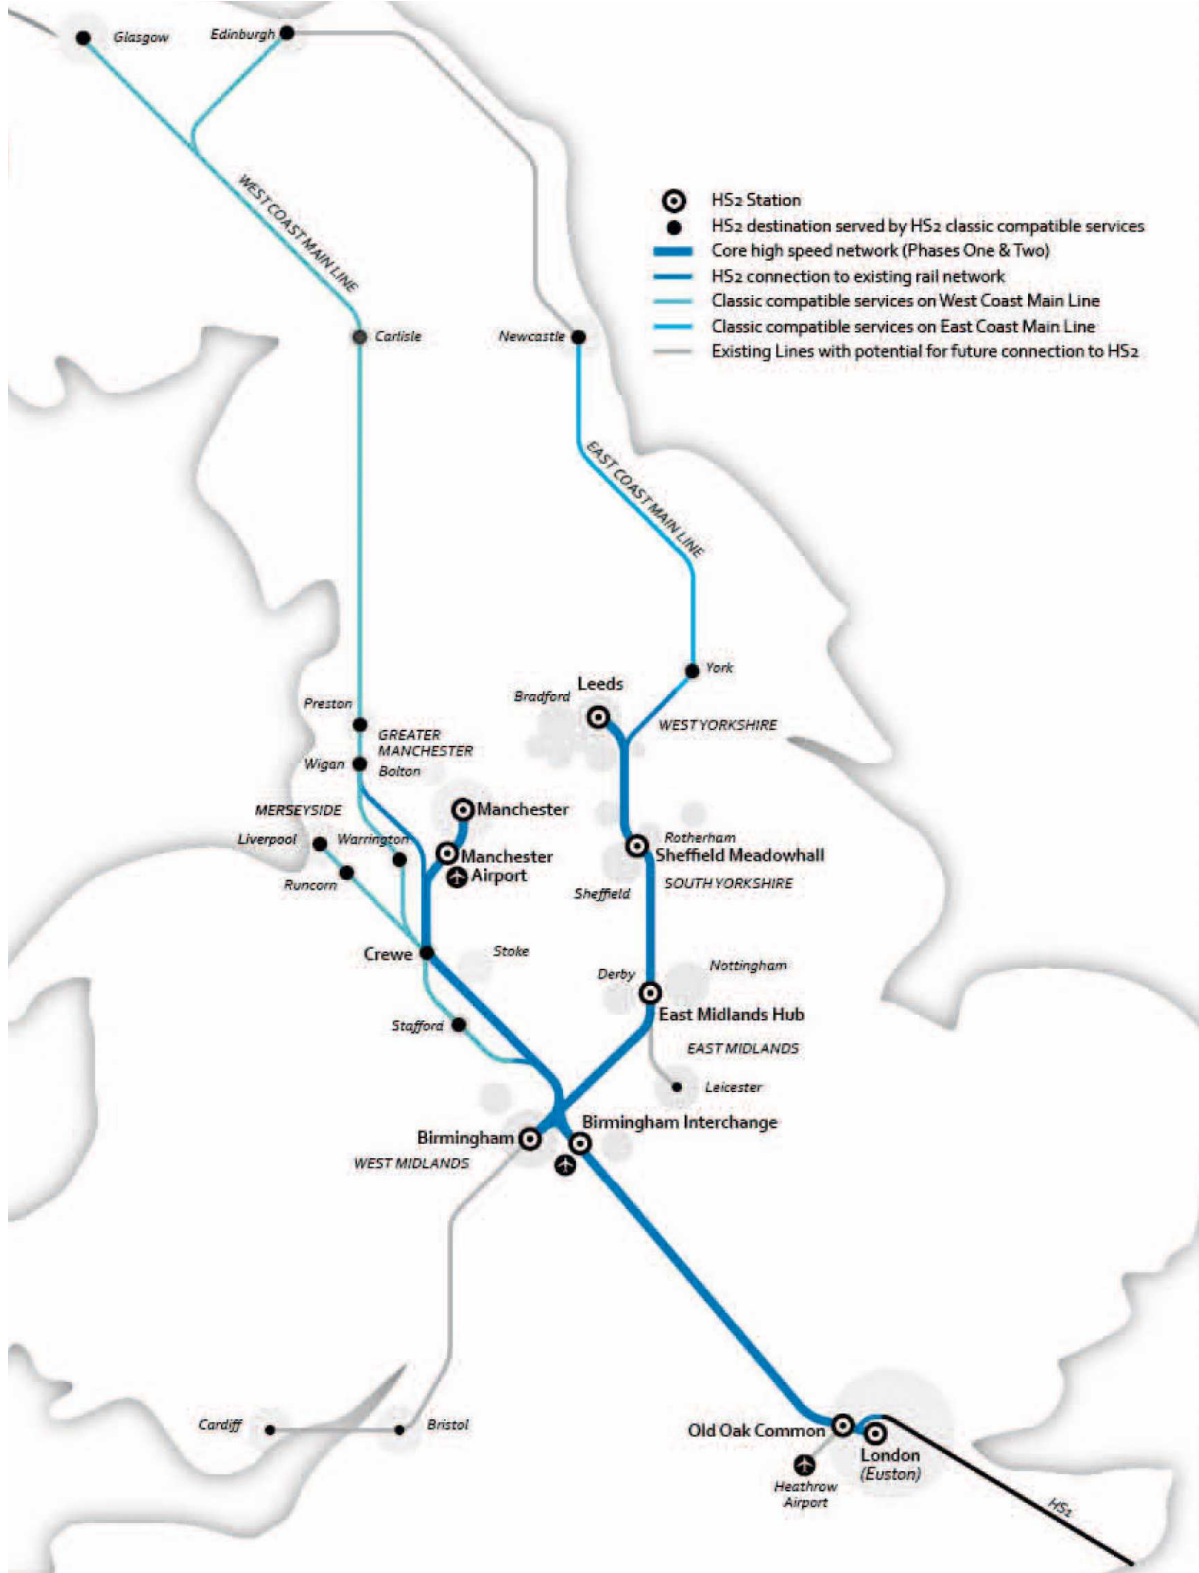 Glasgow
Edinburgh
WEST COAST MAIN LINE
HS2 Station
HS2 destination served by HS2 classic compatible services
Core high speed network (Phases One & Two)
HS2 connection to existing rail network
Classic compatible services on West Coast Main Line
Classic compatible services on East Coast Main Line
Existing Lines with potential for future connection to HS2
Carlisle
Newcastle
EAST COAST MAIN LINE
York
Leeds
Bradford
WEST YORKSHIRE
Preston
GREATER
MANCHESTER
Wigan
Bolton
MERSEYSIDE
Manchester
Liverpool
Warrington
Rotherham
Manchester
Airport
Sheffield Meadowhall
Runcorn
Sheffield
SOUTH YORKSHIRE
Crewe
Stoke
Derby
Nottingham
East Midlands Hub
Stafford
EAST MIDLANDS
Leicester
Birmingham Interchange
Birmingham
WEST MIDLANDS
Cardiff
Bristol
Old Oak Common
London
(Euston)
Heathrow
Airport
HS1